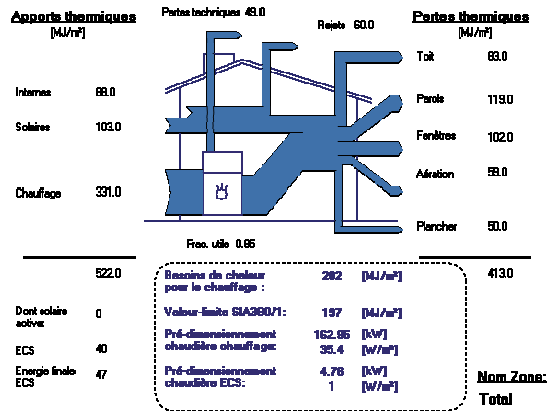 Apports thermiques
[MJ/m²]
Pertes techniques 49.0
Rejets 60.0
Pertes thermiques
[MJ/m²]
Toit 83.0
Internes 88.0
Parois 119.0
Solaires 103.0
Fenêtres 102.0
Aération 59.0
Chauffage 331.0
Plancher 50.0
Frac. utile 0.85
522.0
413.0
Besoins de chaleur
pour le chauffage : 282 [MJ/m²]
Valeur-limite SIA380/1: 197 [MJ/m²]
Dont solaire
active: 0
Pré-dimensionnement 162.95 [kW]
chaudière chauffage: 35.4 [W/m²]
ECS 40
Energie finale
ECS 47
Pré-dimensionnement 4.76 [kW]
chaudière ECS: 1 [W/m²]
Nom Zone:
Total